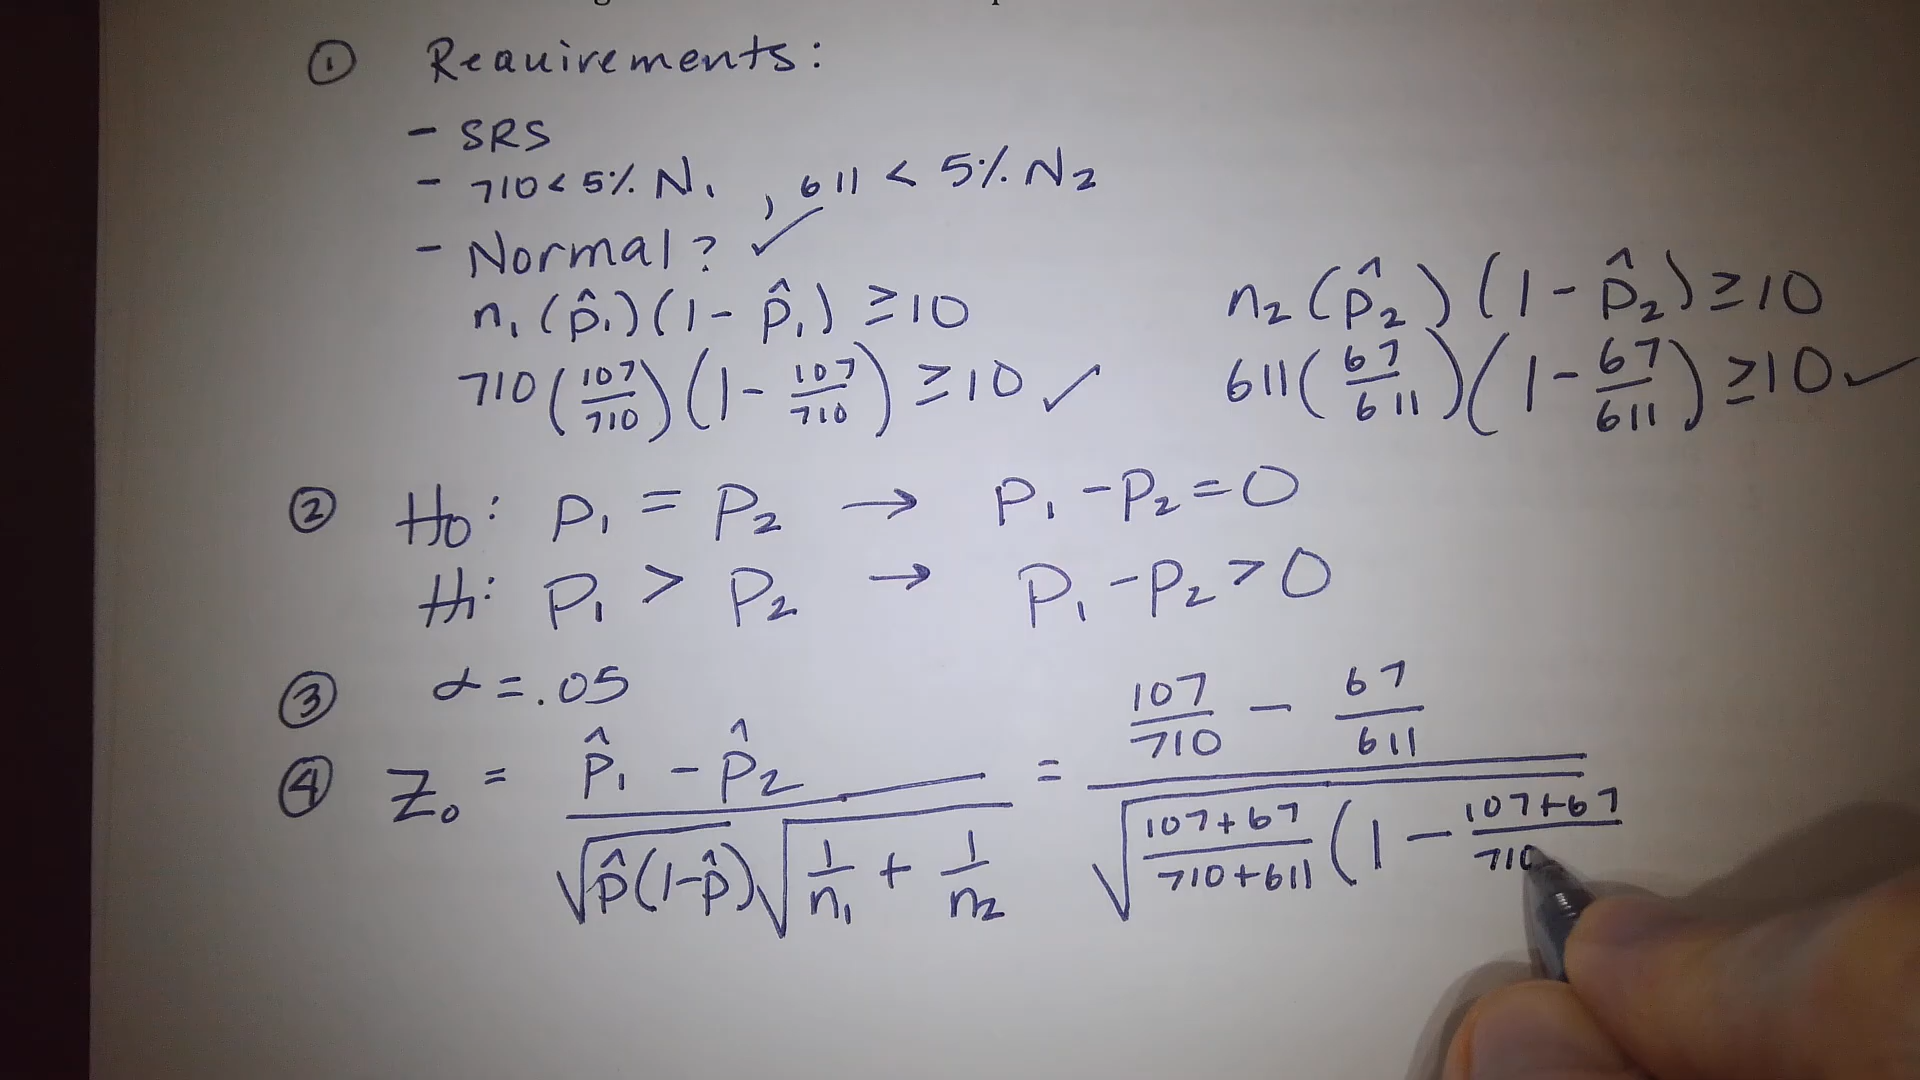 ① Reauirements:
- SRS
- 710 < 5% N₁ , 611 < 5% N₂
- Normal? ✓
n₁(p̂₁)(1 - p̂₁) ≥ 10 n₂(p̂₂)(1 - p̂₂) ≥ 10
710(107/710)(1 - 107/710) ≥ 10 ✓ 611(67/611)(1 - 67/611) ≥ 10 ✓
② H₀: p₁ = p₂ → p₁ - p₂ = 0
H₁: p₁ > p₂ → p₁ - p₂ > 0
③ α = .05
④ Z₀ = (p̂₁ - p̂₂) / (√(p̂(1-p̂)) √(1/n₁ + 1/n₂)) = (107/710 - 67/611) / √((107+67)/(710+611) (1 - (107+67)/710